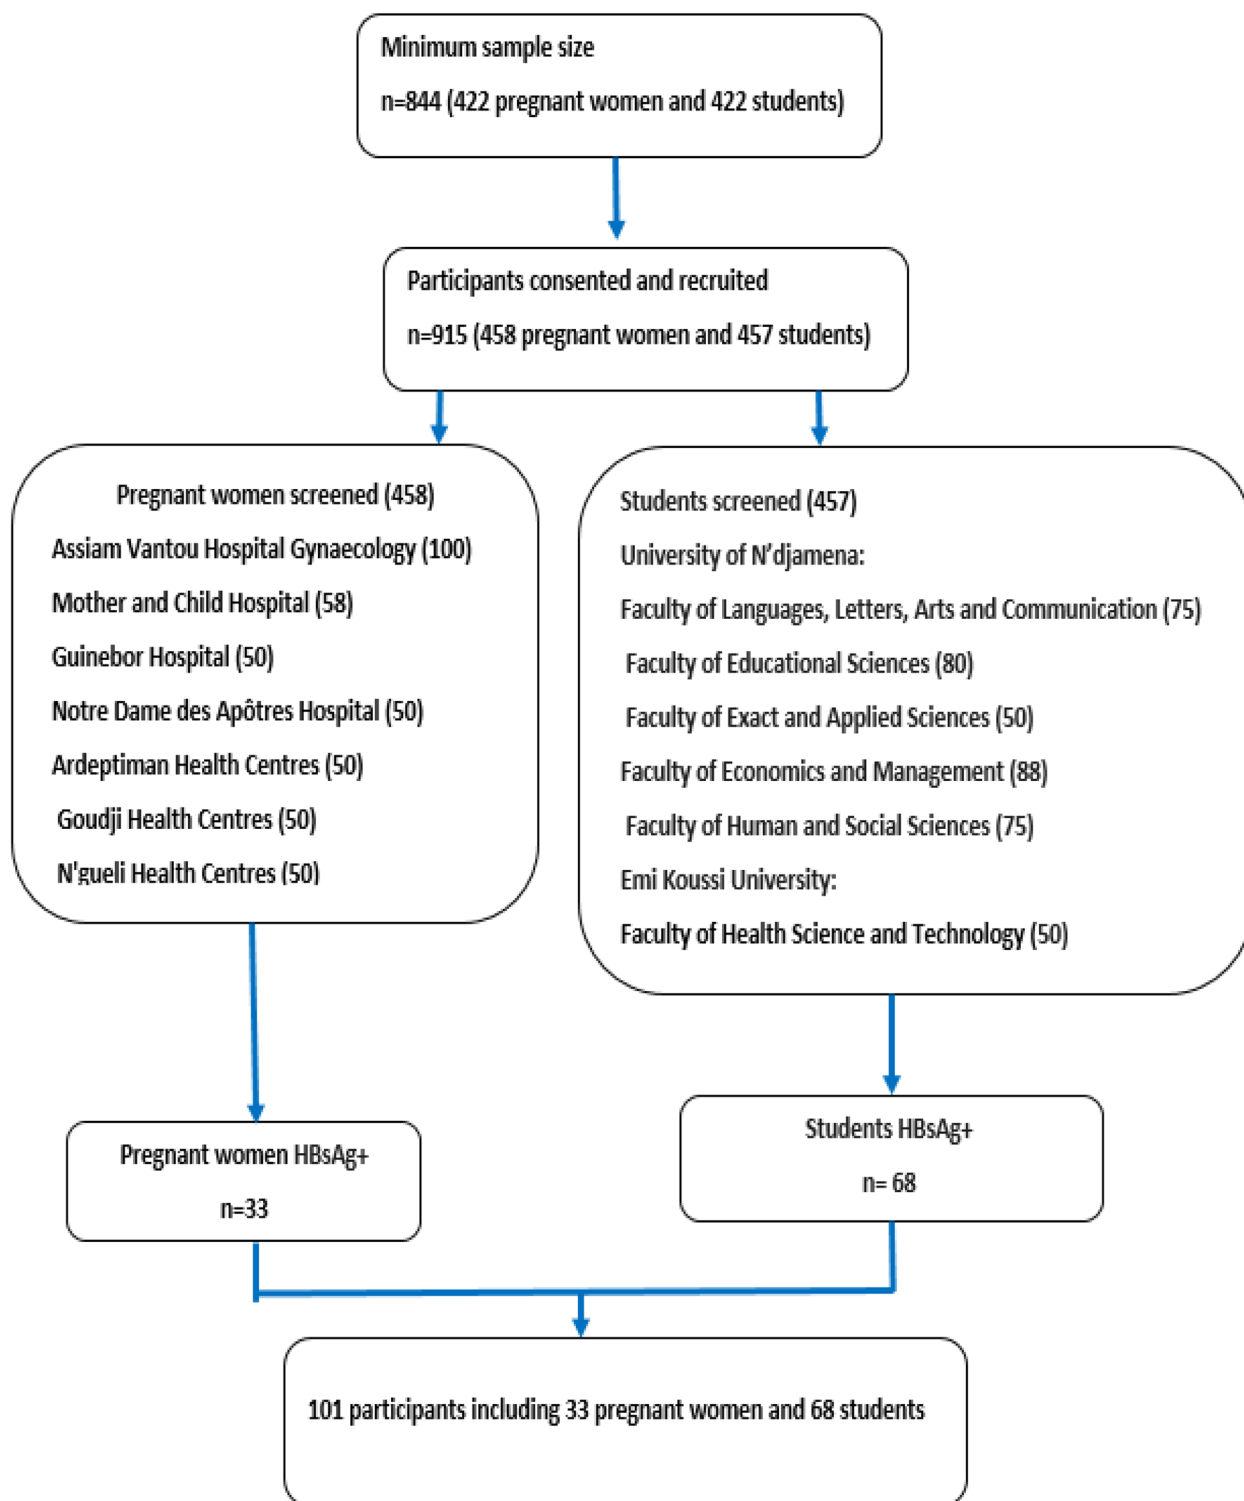 Minimum sample size
n=844 (422 pregnant women and 422 students)
Participants consented and recruited
n=915 (458 pregnant women and 457 students)
Pregnant women screened (458)
Assiam Vantou Hospital Gynaecology (100)
Mother and Child Hospital (58)
Guinebor Hospital (50)
Notre Dame des Apôtres Hospital (50)
Ardeptiman Health Centres (50)
Goudji Health Centres (50)
N'gueli Health Centres (50)
Students screened (457)
University of N’djamena:
Faculty of Languages, Letters, Arts and Communication (75)
Faculty of Educational Sciences (80)
Faculty of Exact and Applied Sciences (50)
Faculty of Economics and Management (88)
Faculty of Human and Social Sciences (75)
Emi Koussi University:
Faculty of Health Science and Technology (50)
Pregnant women HBsAg+
n=33
Students HBsAg+
n= 68
101 participants including 33 pregnant women and 68 students